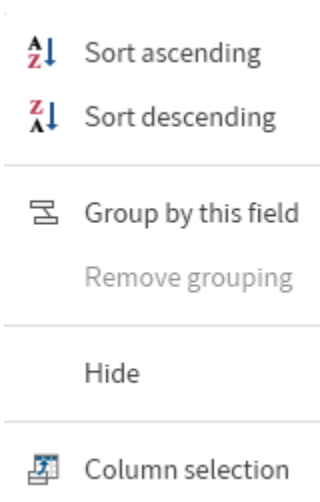 Sort ascending
Sort descending
Group by this field
Remove grouping
Hide
Column selection